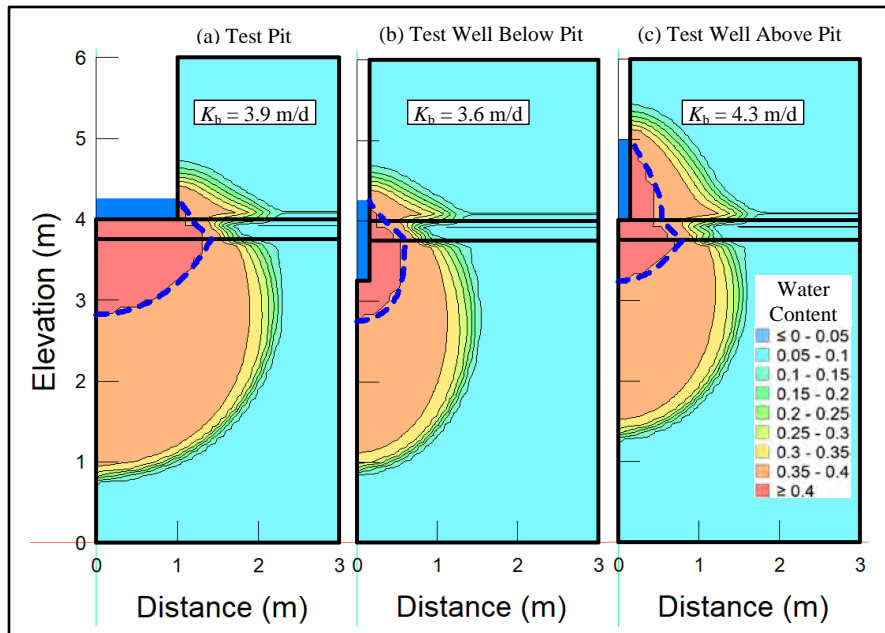 (a) Test Pit
(b) Test Well Below Pit
(c) Test Well Above Pit
K_b = 3.9 m/d
K_b = 3.6 m/d
K_b = 4.3 m/d
Elevation (m)
6
5
4
3
2
1
0
Water
Content
≤ 0 - 0.05
0.05 - 0.1
0.1 - 0.15
0.15 - 0.2
0.2 - 0.25
0.25 - 0.3
0.3 - 0.35
0.35 - 0.4
≥ 0.4
0 1 2 3
0 1 2 3
0 1 2 3
Distance (m)
Distance (m)
Distance (m)